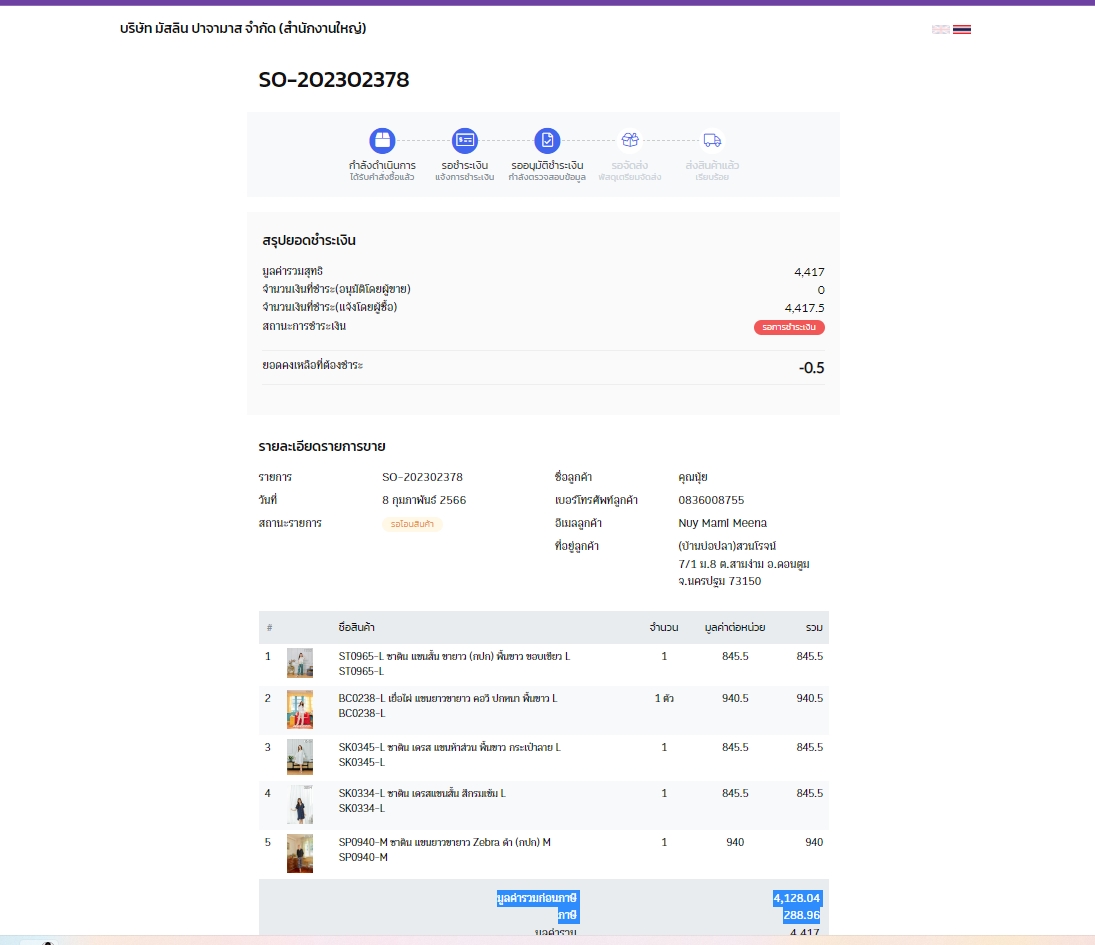 บริษัท มัสลิน ปาจามาส จำกัด (สำนักงานใหญ่)
SO-202302378
กำลังดำเนินการ รอชำระเงิน รออนุมัติชำระเงิน รอจัดส่ง ส่งสินค้าแล้ว
ได้รับคำสั่งซื้อแล้ว แจ้งการชำระเงิน กำลังตรวจสอบข้อมูล พัสดุเตรียมจัดส่ง เรียบร้อย
สรุปยอดชำระเงิน
มูลค่ารวมสุทธิ 4,417
จำนวนเงินที่ชำระ(อนุมัติโดยผู้ขาย) 0
จำนวนเงินที่ชำระ(แจ้งโดยผู้ซื้อ) 4,417.5
สถานะการชำระเงิน รอการชำระเงิน
ยอดคงเหลือที่ต้องชำระ -0.5
รายละเอียดรายการขาย
รายการ SO-202302378 ชื่อลูกค้า คุณนุ้ย
วันที่ 8 กุมภาพันธ์ 2566 เบอร์โทรศัพท์ลูกค้า 0836008755
สถานะรายการ รอโอนสินค้า อีเมลลูกค้า Nuy Mami Meena
ที่อยู่ลูกค้า (บ้านปอปลา)สวนโรจน์
7/1 ม.8 ต.สามง่าม อ.ดอนตูม
จ.นครปฐม 73150
# ชื่อสินค้า จำนวน มูลค่าต่อหน่วย รวม
1 ST0965-L ซาติน แขนสั้น ขายาว (กปก) พื้นขาว ขอบเขียว L 1 845.5 845.5
ST0965-L
2 BC0238-L เยื่อไผ่ แขนยาวขายาว คอวี ปกหมา พื้นขาว L 1 ตัว 940.5 940.5
BC0238-L
3 SK0345-L ซาติน เดรส แขนห้าส่วน พื้นขาว กระเป๋าลาย L 1 845.5 845.5
SK0345-L
4 SK0334-L ซาติน เดรสแขนสั้น สีกรมเข้ม L 1 845.5 845.5
SK0334-L
5 SP0940-M ซาติน แขนยาวขายาว Zebra ดำ (กปก) M 1 940 940
SP0940-M
มูลค่ารวมก่อนภาษี 4,128.04
ภาษี 288.96
มูลค่ารวม 4,417